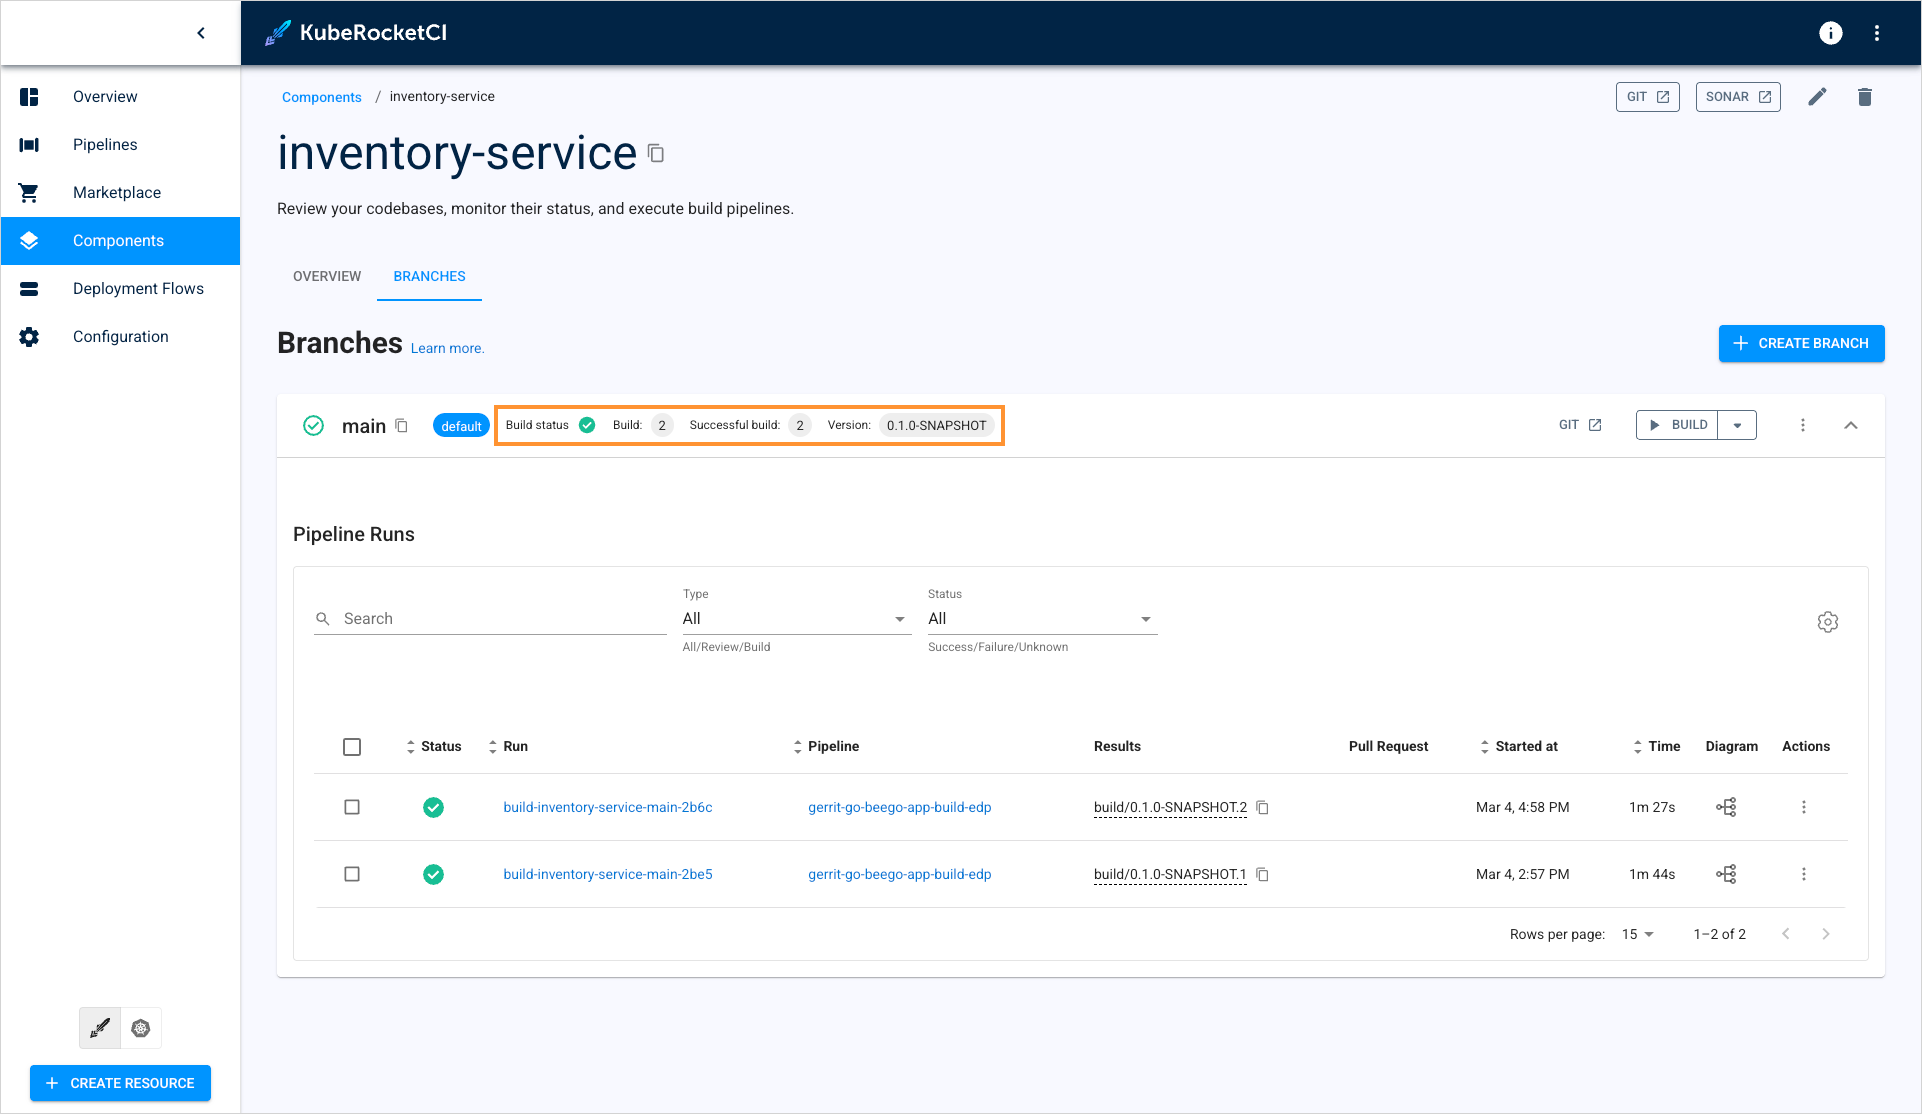 KubeRocketCI
Overview
Pipelines
Marketplace
Components
Deployment Flows
Configuration
CREATE RESOURCE
Components / inventory-service
GIT SONAR
inventory-service
Review your codebases, monitor their status, and execute build pipelines.
OVERVIEW BRANCHES
Branches Learn more.
CREATE BRANCH
main default Build status Build: 2 Successful build: 2 Version: 0.1.0-SNAPSHOT GIT BUILD
Pipeline Runs
Type Status
Search All All
All/Review/Build Success/Failure/Unknown
Status Run Pipeline Results Pull Request Started at Time Diagram Actions
build-inventory-service-main-2b6c gerrit-go-beego-app-build-edp build/0.1.0-SNAPSHOT.2 Mar 4, 4:58 PM 1m 27s
build-inventory-service-main-2be5 gerrit-go-beego-app-build-edp build/0.1.0-SNAPSHOT.1 Mar 4, 2:57 PM 1m 44s
Rows per page: 15 1–2 of 2